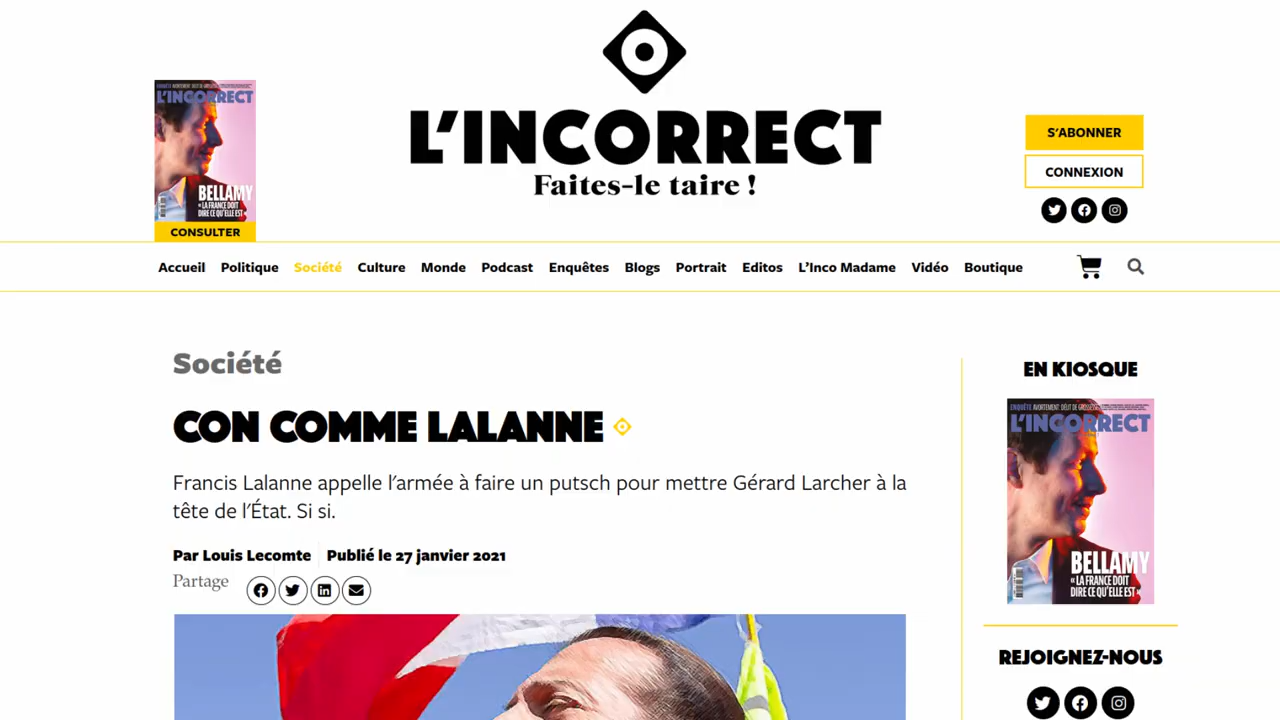 L'INCORRECT
Faites-le taire !
L'INCORRECT
BELLAMY
« LA FRANCE DOIT
DIRE CE QU'ELLE EST »
CONSULTER
S'ABONNER
CONNEXION
Accueil Politique Société Culture Monde Podcast Enquêtes Blogs Portrait Editos L'Inco Madame Vidéo Boutique
Société
CON COMME LALANNE
Francis Lalanne appelle l'armée à faire un putsch pour mettre Gérard Larcher à la
tête de l'État. Si si.
Par Louis Lecomte Publié le 27 janvier 2021
Partage
EN KIOSQUE
L'INCORRECT
BELLAMY
« LA FRANCE DOIT
DIRE CE QU'ELLE EST »
REJOIGNEZ-NOUS